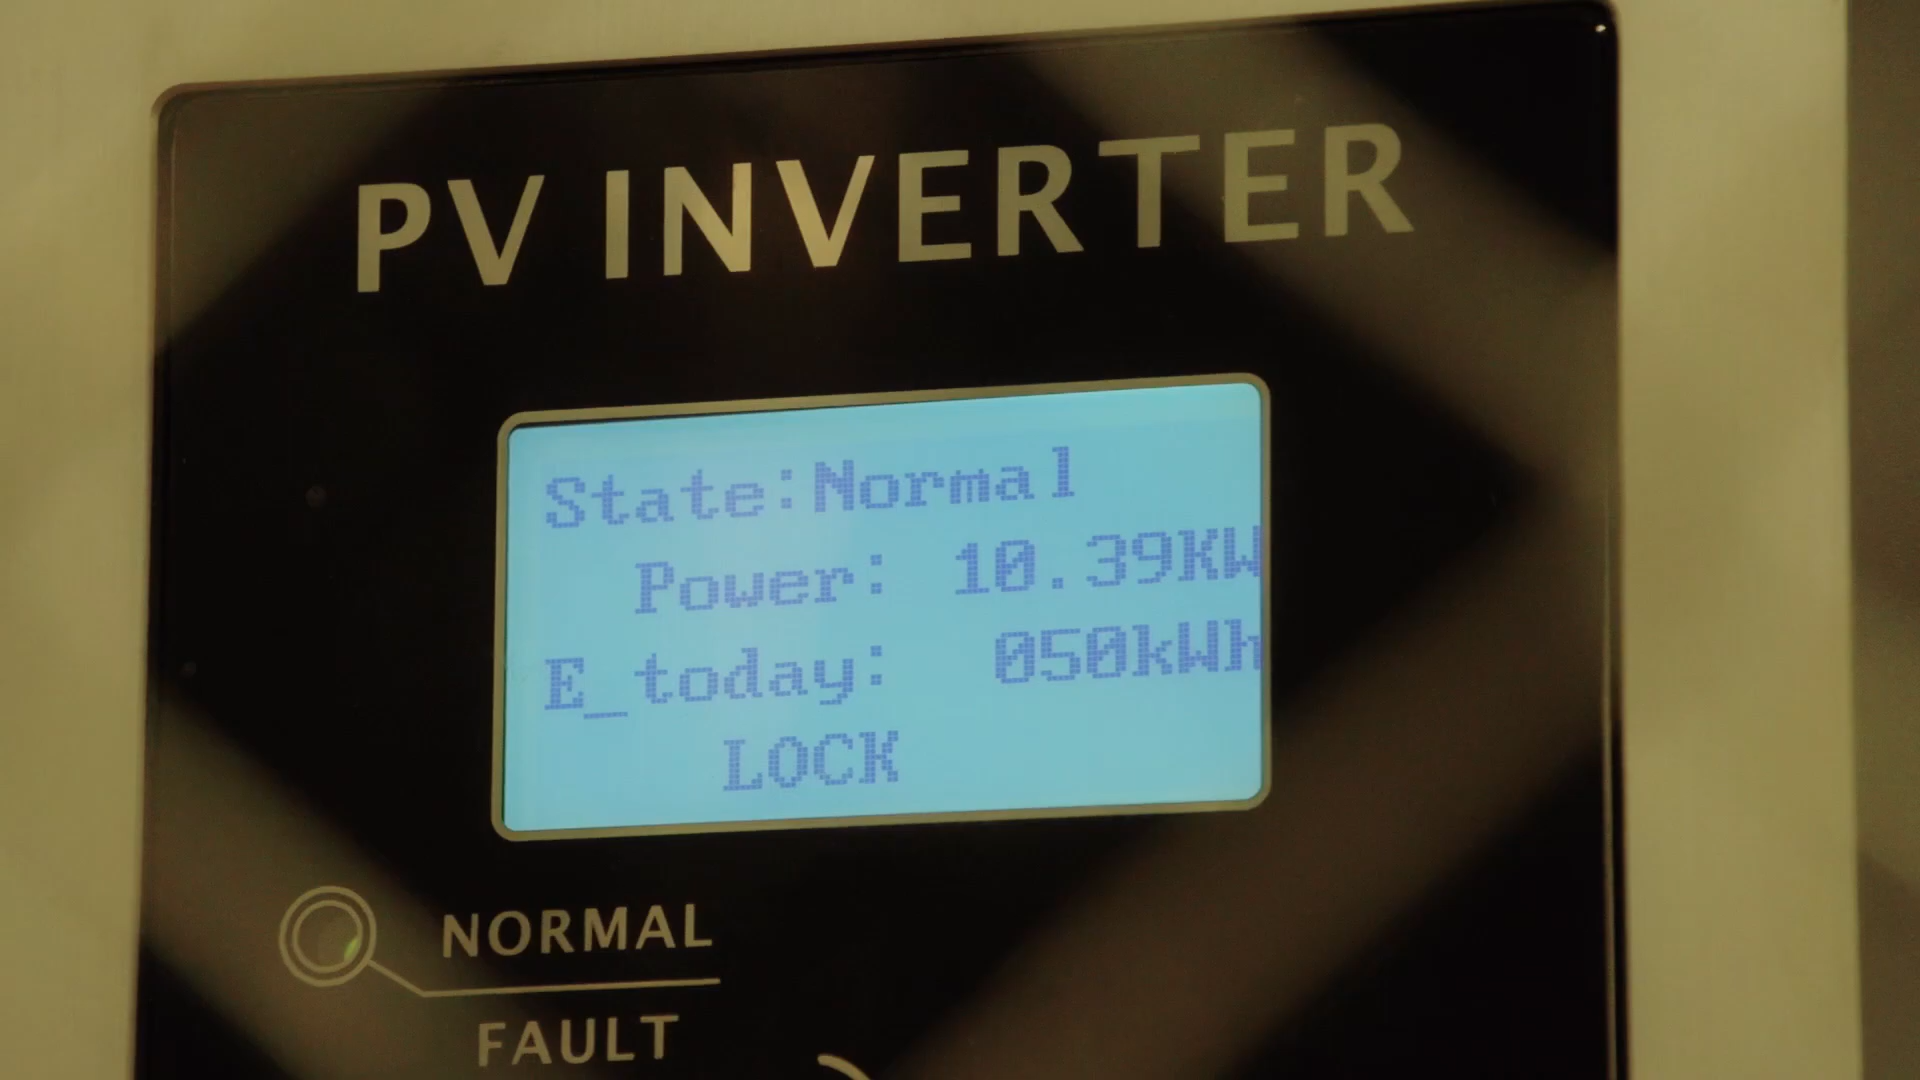 PV INVERTER
State:Normal
Power: 10.39KW
E_today: 050kWh
LOCK
NORMAL
FAULT